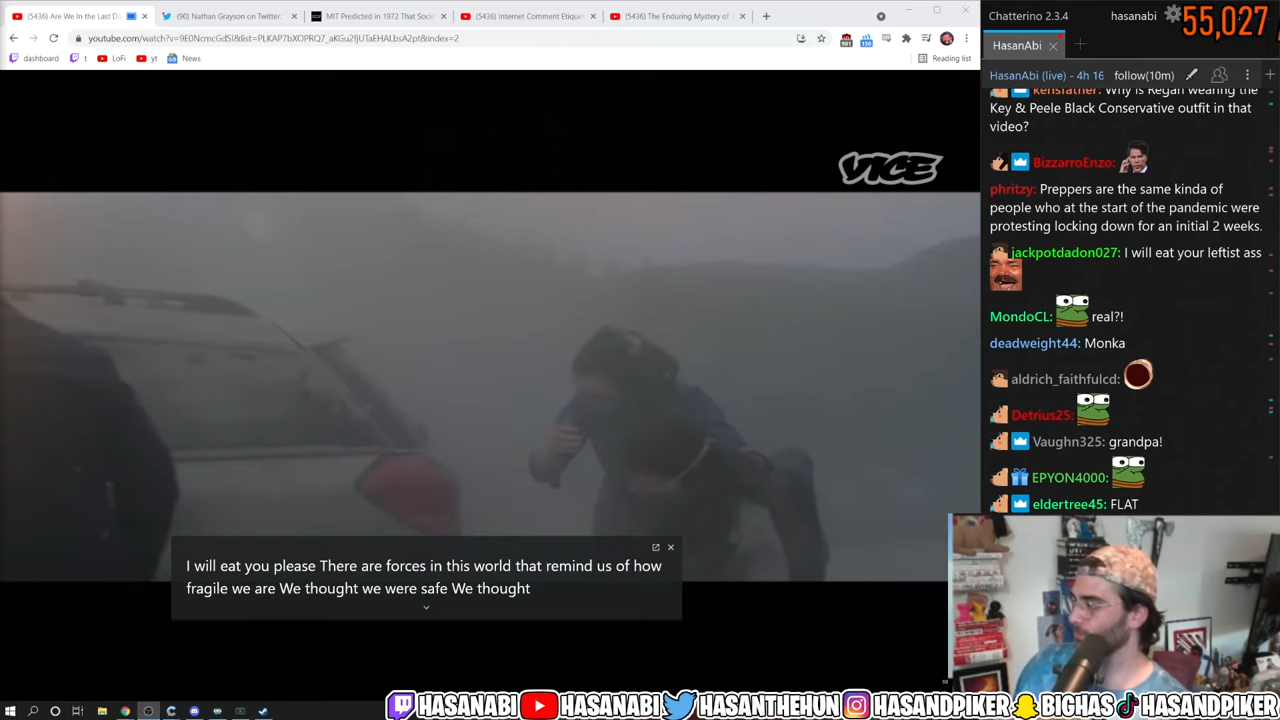 (5436) Are We In the Last Da
(90) Nathan Grayson on Twitter:
MIT Predicted in 1972 That Socie
(5436) Internet Comment Etique
(5436) The Enduring Mystery of
youtube.com/watch?v=9E0NcmcGdSI&list=PLKAP7bXOPRQ7_aKGu2fjUTaEHALbsA2pt&index=2
901
150
dashboard
t
LoFi
yt
News
Reading list
VICE
I will eat you please There are forces in this world that remind us of how
fragile we are We thought we were safe We thought
Chatterino 2.3.4
hasanabi
55,027
HasanAbi
HasanAbi (live) - 4h 16
follow(10m)
kensfather: Why is Regan wearing the
Key & Peele Black Conservative outfit in that
video?
BizzarroEnzo:
phritzy: Preppers are the same kinda of
people who at the start of the pandemic were
protesting locking down for an initial 2 weeks.
jackpotdadon027: I will eat your leftist ass
MondoCL: real?!
deadweight44: Monka
aldrich_faithfulcd:
Detrius25:
Vaughn325: grandpa!
EPYON4000:
eldertree45: FLAT
HASANABI
HASANABI
HASANTHEHUN
HASANDPIKER
BIGHAS
HASANDPIKER